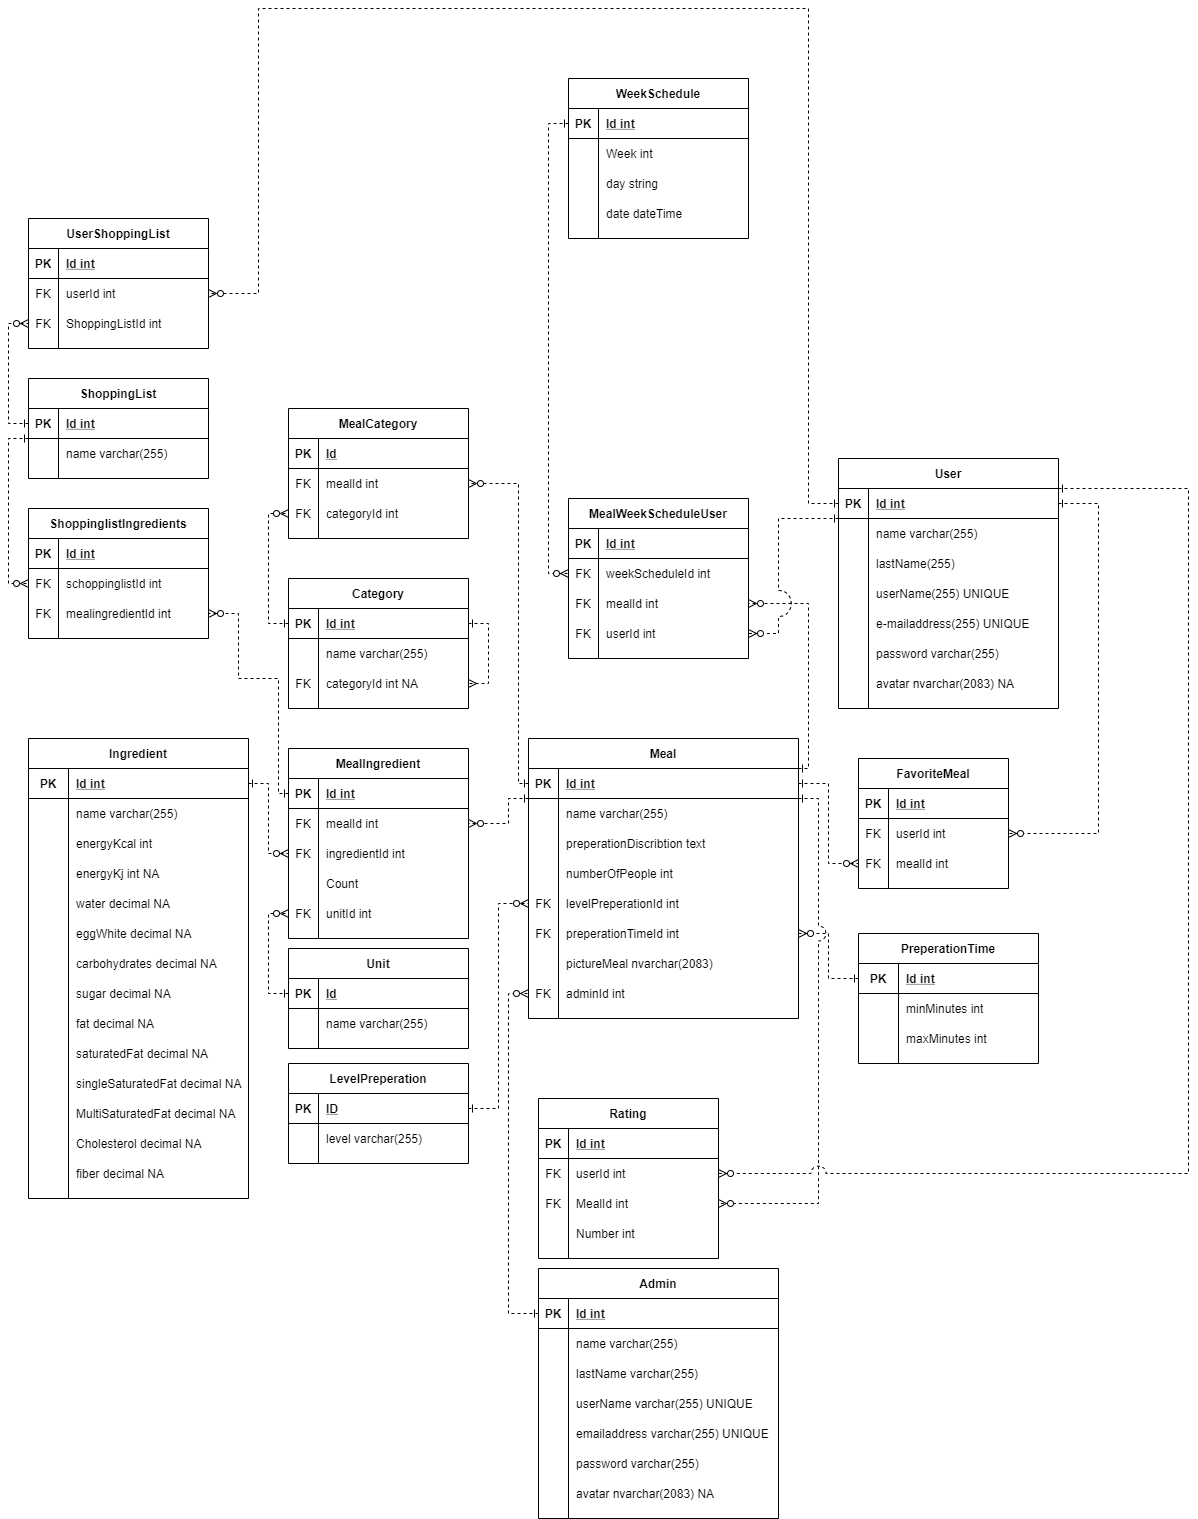 WeekSchedule
PK Id int
Week int
day string
date dateTime
UserShoppingList
PK Id int
FK userId int
FK ShoppingListId int
ShoppingList
PK Id int
name varchar(255)
ShoppinglistIngredients
PK Id int
FK schoppinglistId int
FK mealingredientId int
MealCategory
PK Id
FK mealId int
FK categoryId int
Category
PK Id int
name varchar(255)
FK categoryId int NA
MealWeekScheduleUser
PK Id int
FK weekScheduleId int
FK mealId int
FK userId int
User
PK Id int
name varchar(255)
lastName(255)
userName(255) UNIQUE
e-mailaddress(255) UNIQUE
password varchar(255)
avatar nvarchar(2083) NA
Ingredient
PK Id int
name varchar(255)
energyKcal int
energyKj int NA
water decimal NA
eggWhite decimal NA
carbohydrates decimal NA
sugar decimal NA
fat decimal NA
saturatedFat decimal NA
singleSaturatedFat decimal NA
MultiSaturatedFat decimal NA
Cholesterol decimal NA
fiber decimal NA
MealIngredient
PK Id int
FK mealId int
FK ingredientId int
Count
FK unitId int
Unit
PK Id
name varchar(255)
LevelPreperation
PK ID
level varchar(255)
Meal
PK Id int
name varchar(255)
preperationDiscribtion text
numberOfPeople int
FK levelPreperationId int
FK preperationTimeId int
pictureMeal nvarchar(2083)
FK adminId int
FavoriteMeal
PK Id int
FK userId int
FK mealId int
PreperationTime
PK Id int
minMinutes int
maxMinutes int
Rating
PK Id int
FK userId int
FK MealId int
Number int
Admin
PK Id int
name varchar(255)
lastName varchar(255)
userName varchar(255) UNIQUE
emailaddress varchar(255) UNIQUE
password varchar(255)
avatar nvarchar(2083) NA